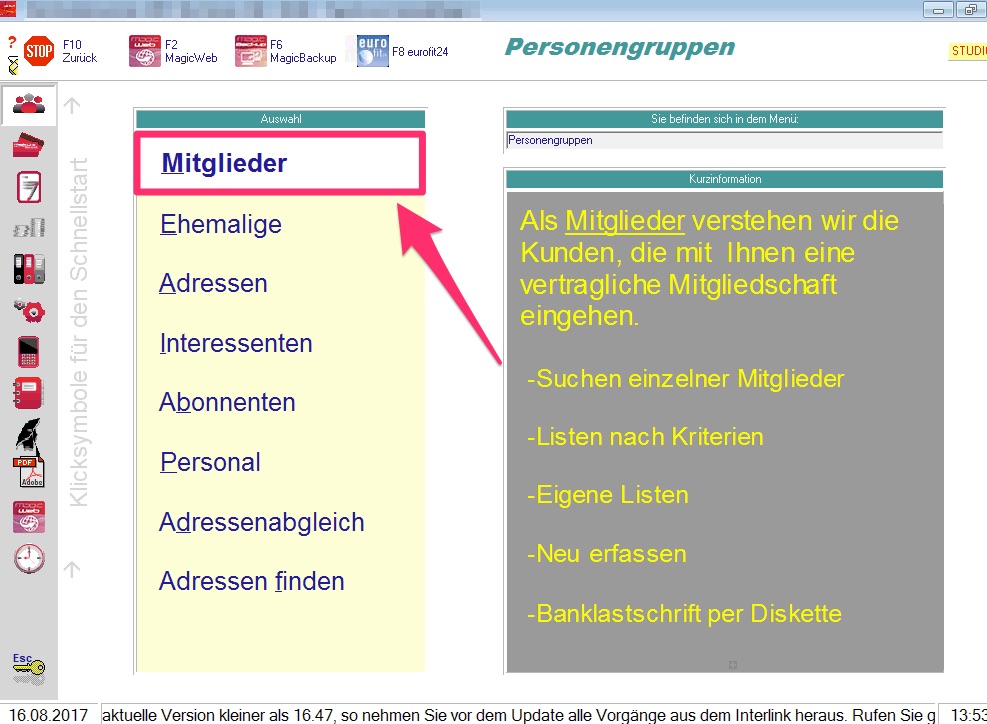 ?
STOP
F10
Zurück
F2
MagicWeb
F6
MagicBackup
euro
F8 eurofit24
Personengruppen
STUDI
Klicksymbole für den Schnellstart
Auswahl
Mitglieder
Ehemalige
Adressen
Interessenten
Abonnenten
Personal
Adressenabgleich
Adressen finden
Sie befinden sich in dem Menü:
Personengruppen
Kurzinformation
Als Mitglieder verstehen wir die
Kunden, die mit Ihnen eine
vertragliche Mitgliedschaft
eingehen.
-Suchen einzelner Mitglieder
-Listen nach Kriterien
-Eigene Listen
-Neu erfassen
-Banklastschrift per Diskette
7
PDF
Adobe
Esc
16.08.2017
aktuelle Version kleiner als 16.47, so nehmen Sie vor dem Update alle Vorgänge aus dem Interlink heraus. Rufen Sie g
13:53